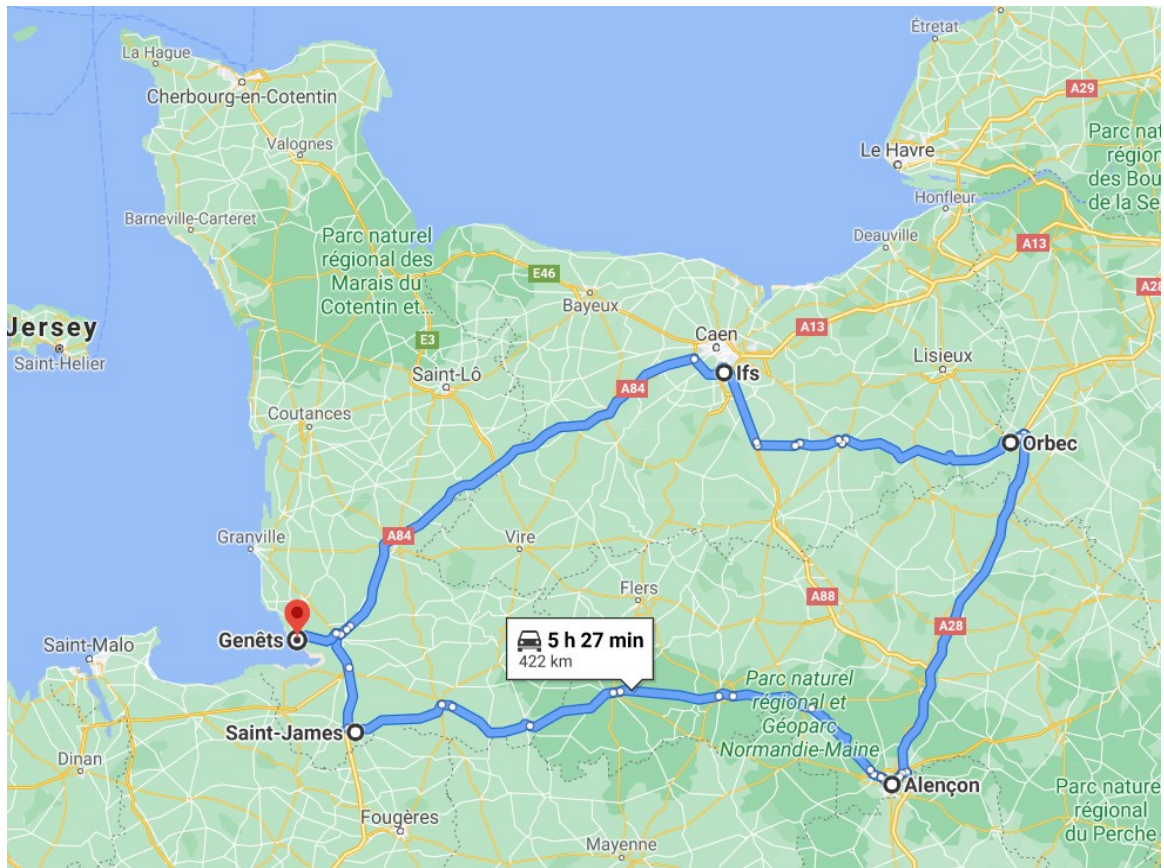 Étretat
La Hague
Cherbourg-en-Cotentin
A29
Valognes
Parc nat
région
des Bou
de la Se
Le Havre
Honfleur
Barneville-Carteret
Deauville
Parc naturel
régional des
Marais du
Cotentin et...
A13
E46
A28
Bayeux
Jersey
Saint-Helier
Caen
A13
E3
Lisieux
Ifs
Saint-Lô
A84
Coutances
Orbec
A84
Granville
Vire
Flers
A88
A28
Genêts
Saint-Malo
5 h 27 min
422 km
Parc naturel
régional et
Géoparc
Normandie-Maine
Saint-James
Dinan
Alençon
Parc naturel
régional
du Perche
Fougères
Mayenne